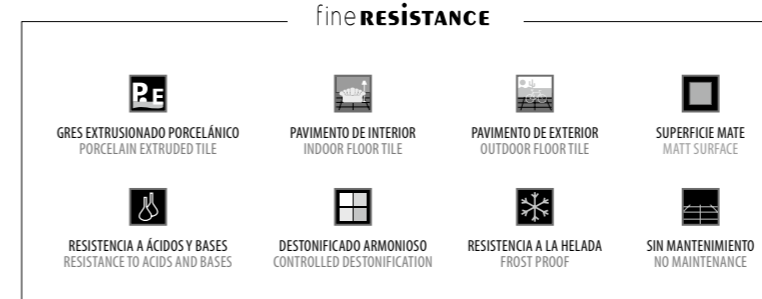 fine RESiSTANCE
P.E
GRES EXTRUSIONADO PORCELÁNICO
PORCELAIN EXTRUDED TILE
PAVIMENTO DE INTERIOR
INDOOR FLOOR TILE
PAVIMENTO DE EXTERIOR
OUTDOOR FLOOR TILE
SUPERFICIE MATE
MATT SURFACE
RESISTENCIA A ÁCIDOS Y BASES
RESISTANCE TO ACIDS AND BASES
DESTONIFICADO ARMONIOSO
CONTROLLED DESTONIFICATION
RESISTENCIA A LA HELADA
FROST PROOF
SIN MANTENIMIENTO
NO MAINTENANCE